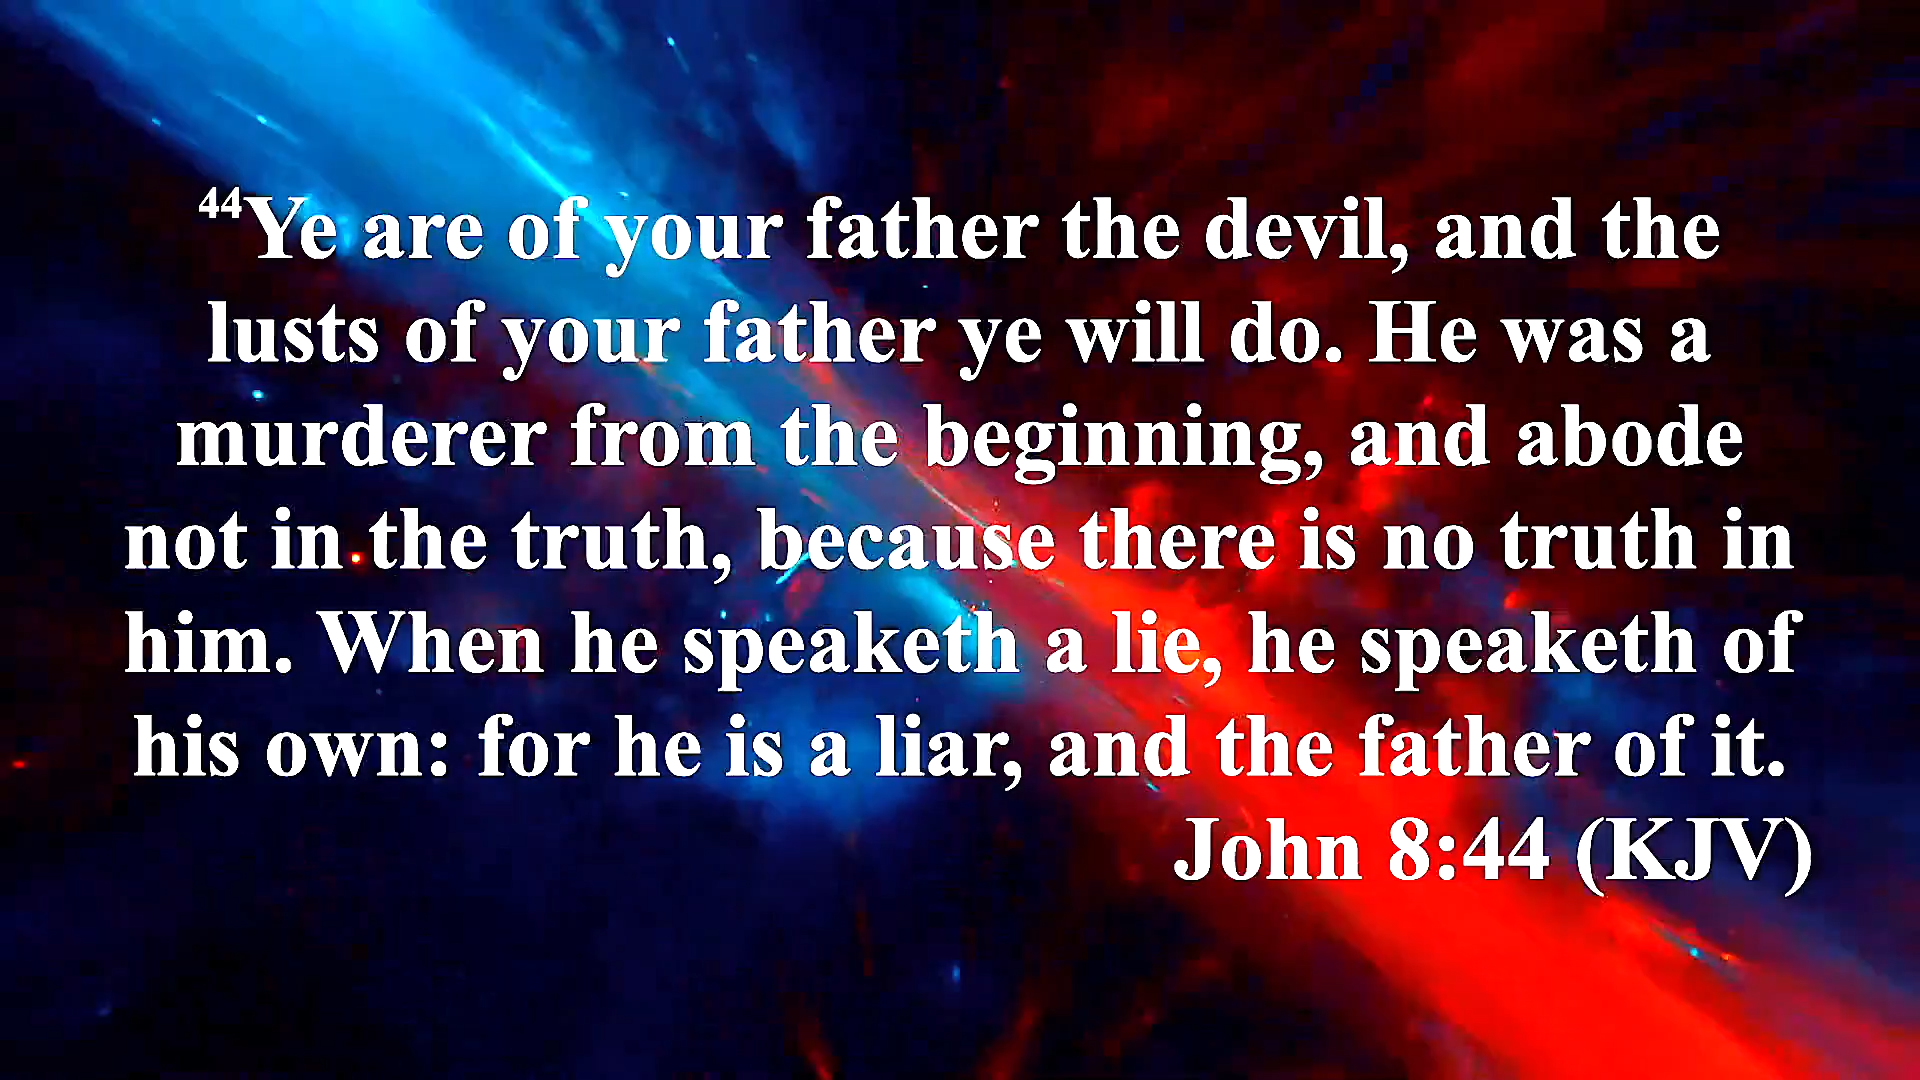 44Ye are of your father the devil, and the
lusts of your father ye will do. He was a
murderer from the beginning, and abode
not in the truth, because there is no truth in
him. When he speaketh a lie, he speaketh of
his own: for he is a liar, and the father of it.
John 8:44 (KJV)